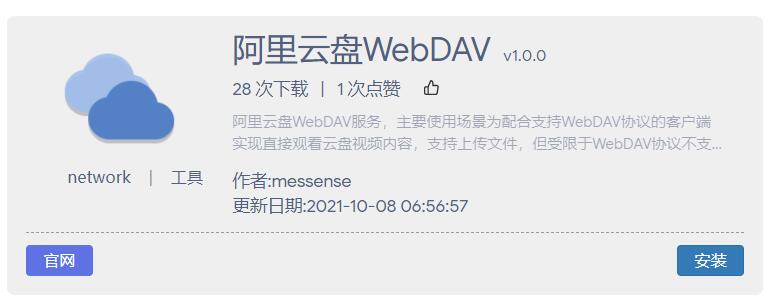 阿里云盘WebDAV v1.0.0
28 次下载 | 1 次点赞
阿里云盘WebDAV服务，主要使用场景为配合支持WebDAV协议的客户端
实现直接观看云盘视频内容，支持上传文件，但受限于WebDAV协议不支...
network | 工具
作者:messense
更新日期:2021-10-08 06:56:57
官网
安装